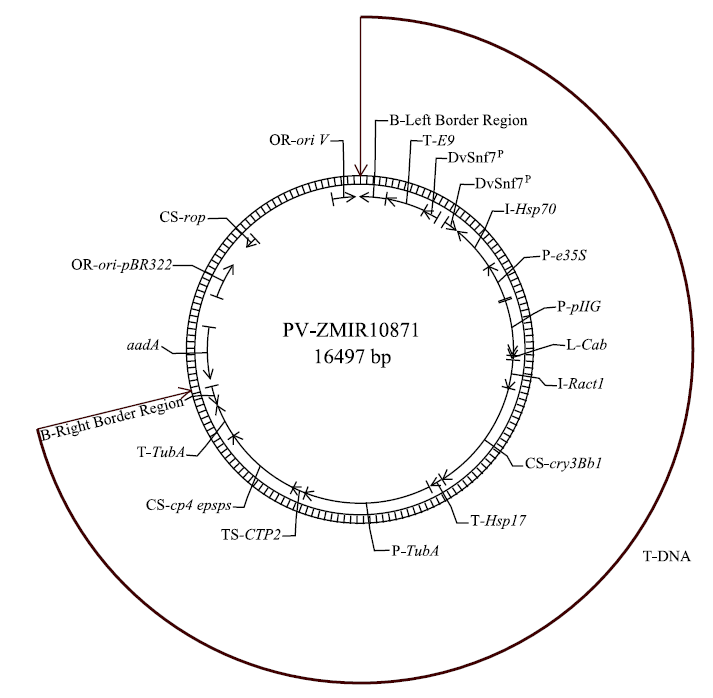 B-Left Border Region
OR-ori V
T-E9
DvSnf7ᴾ
DvSnf7ᴾ
CS-rop
I-Hsp70
P-e35S
OR-ori-pBR322
P-pIIG
PV-ZMIR10871
16497 bp
aadA
L-Cab
I-Ract1
B-Right Border Region
T-TubA
CS-cry3Bb1
CS-cp4 epsps
T-Hsp17
TS-CTP2
P-TubA
T-DNA